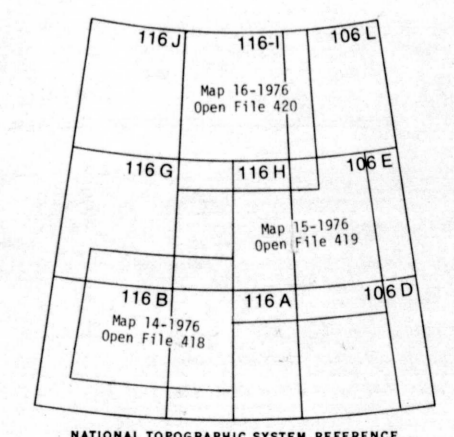 116 J 116-I 106 L
Map 16-1976
Open File 420
116 G 116 H 106 E
Map 15-1976
Open File 419
116 B 116 A 106 D
Map 14-1976
Open File 418
NATIONAL TOPOGRAPHIC SYSTEM REFERENCE